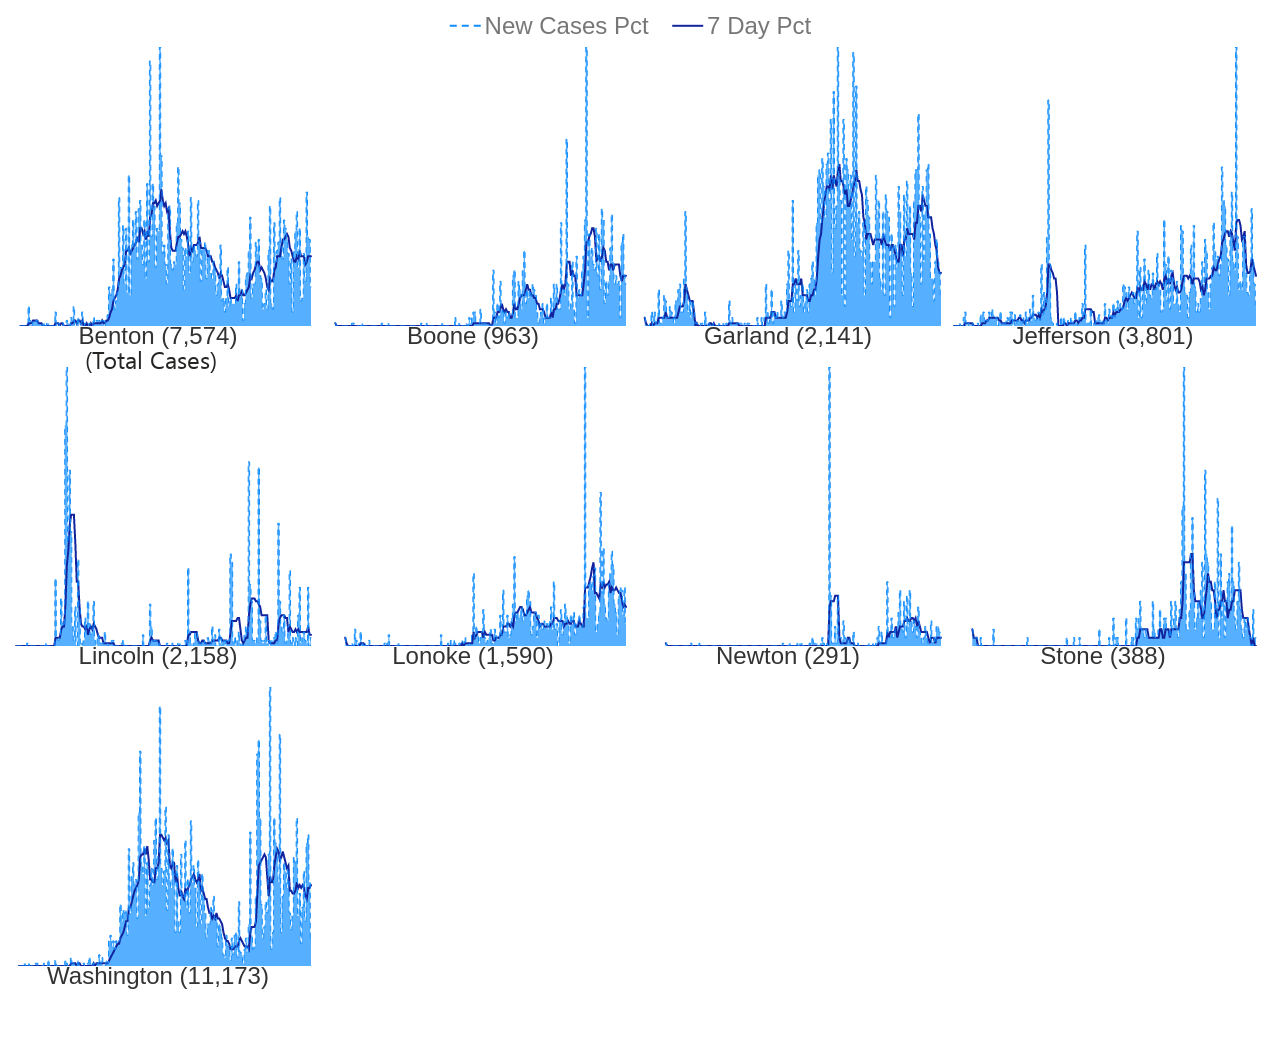 New Cases Pct 7 Day Pct
Benton (7,574) Boone (963) Garland (2,141) Jefferson (3,801)
(Total Cases)
Lincoln (2,158) Lonoke (1,590) Newton (291) Stone (388)
Washington (11,173)